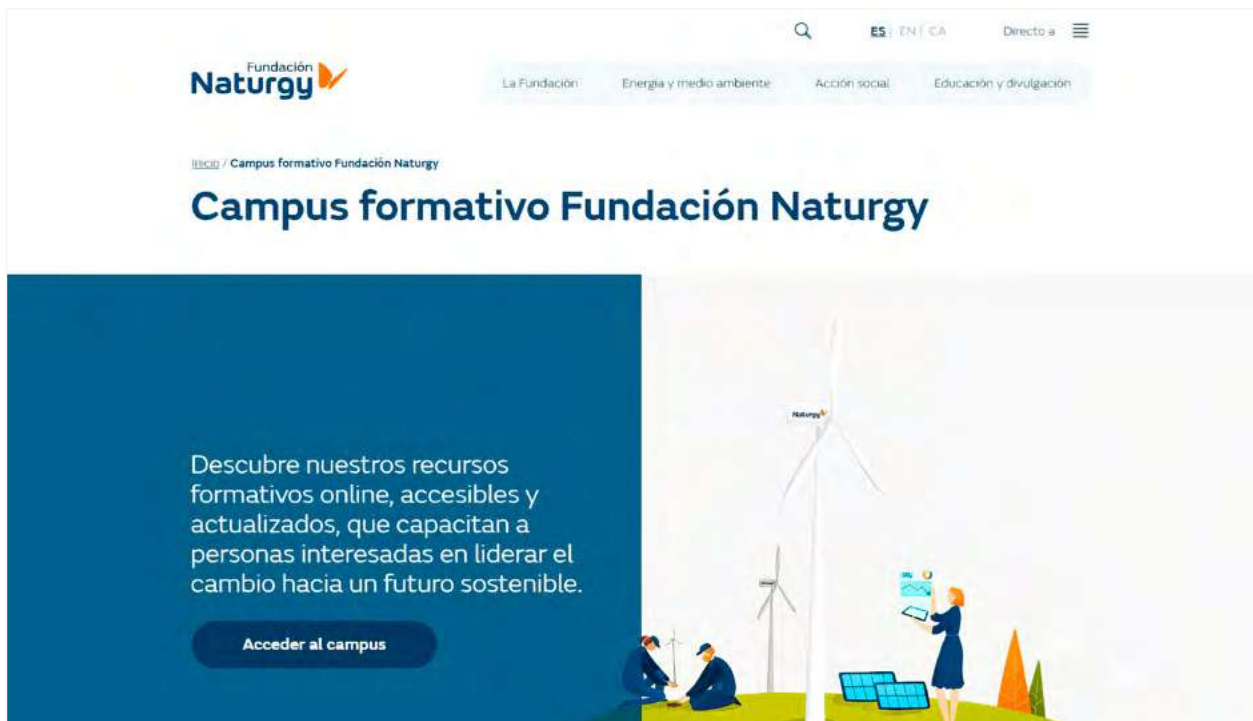 ES | EN | CA
Directo a
Fundación
Naturgy
La Fundación
Energía y medio ambiente
Acción social
Educación y divulgación
Inicio / Campus formativo Fundación Naturgy
Campus formativo Fundación Naturgy
Naturgy
Descubre nuestros recursos
formativos online, accesibles y
actualizados, que capacitan a
personas interesadas en liderar el
cambio hacia un futuro sostenible.
Acceder al campus